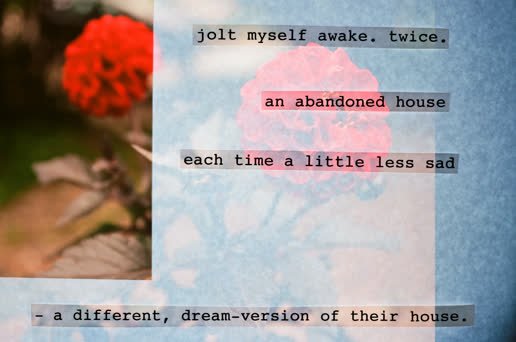 jolt myself awake. twice.
an abandoned house
each time a little less sad
- a different, dream-version of their house.